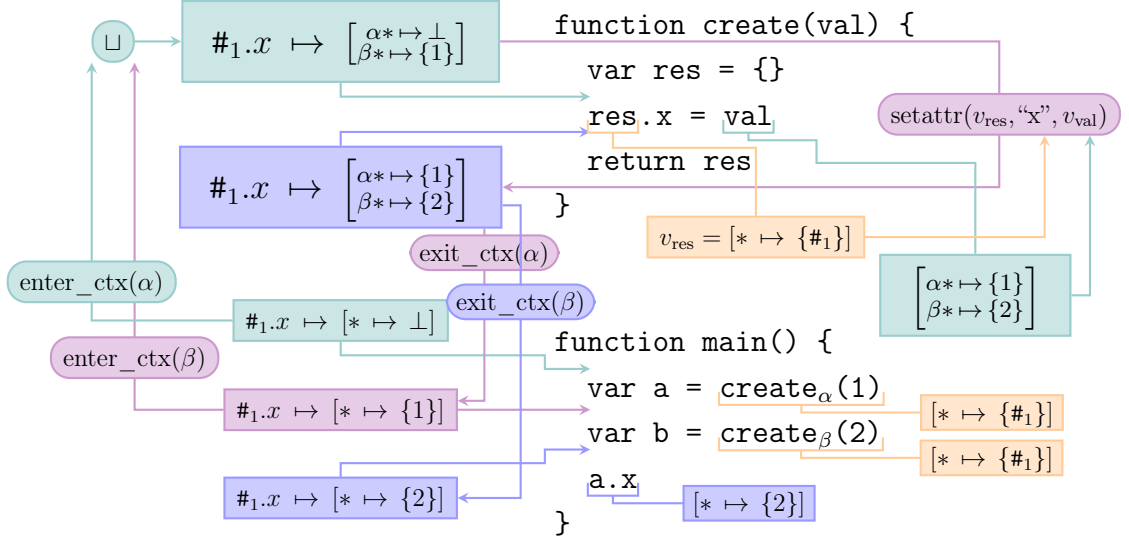 function create(val) {
⊔
#₁.x ↦ [α* ↦ ⊥
β* ↦ {1}]
var res = {}
res.x = val
setattr(v_res, “x”, v_val)
#₁.x ↦ [α* ↦ {1}
β* ↦ {2}]
return res
}
v_res = [* ↦ {#₁}]
exit_ctx(α)
enter_ctx(α)
[α* ↦ {1}
β* ↦ {2}]
exit_ctx(β)
#₁.x ↦ [* ↦ ⊥]
function main() {
enter_ctx(β)
var a = create_α(1)
#₁.x ↦ [* ↦ {1}]
[* ↦ {#₁}]
var b = create_β(2)
[* ↦ {#₁}]
a.x
#₁.x ↦ [* ↦ {2}]
[* ↦ {2}]
}